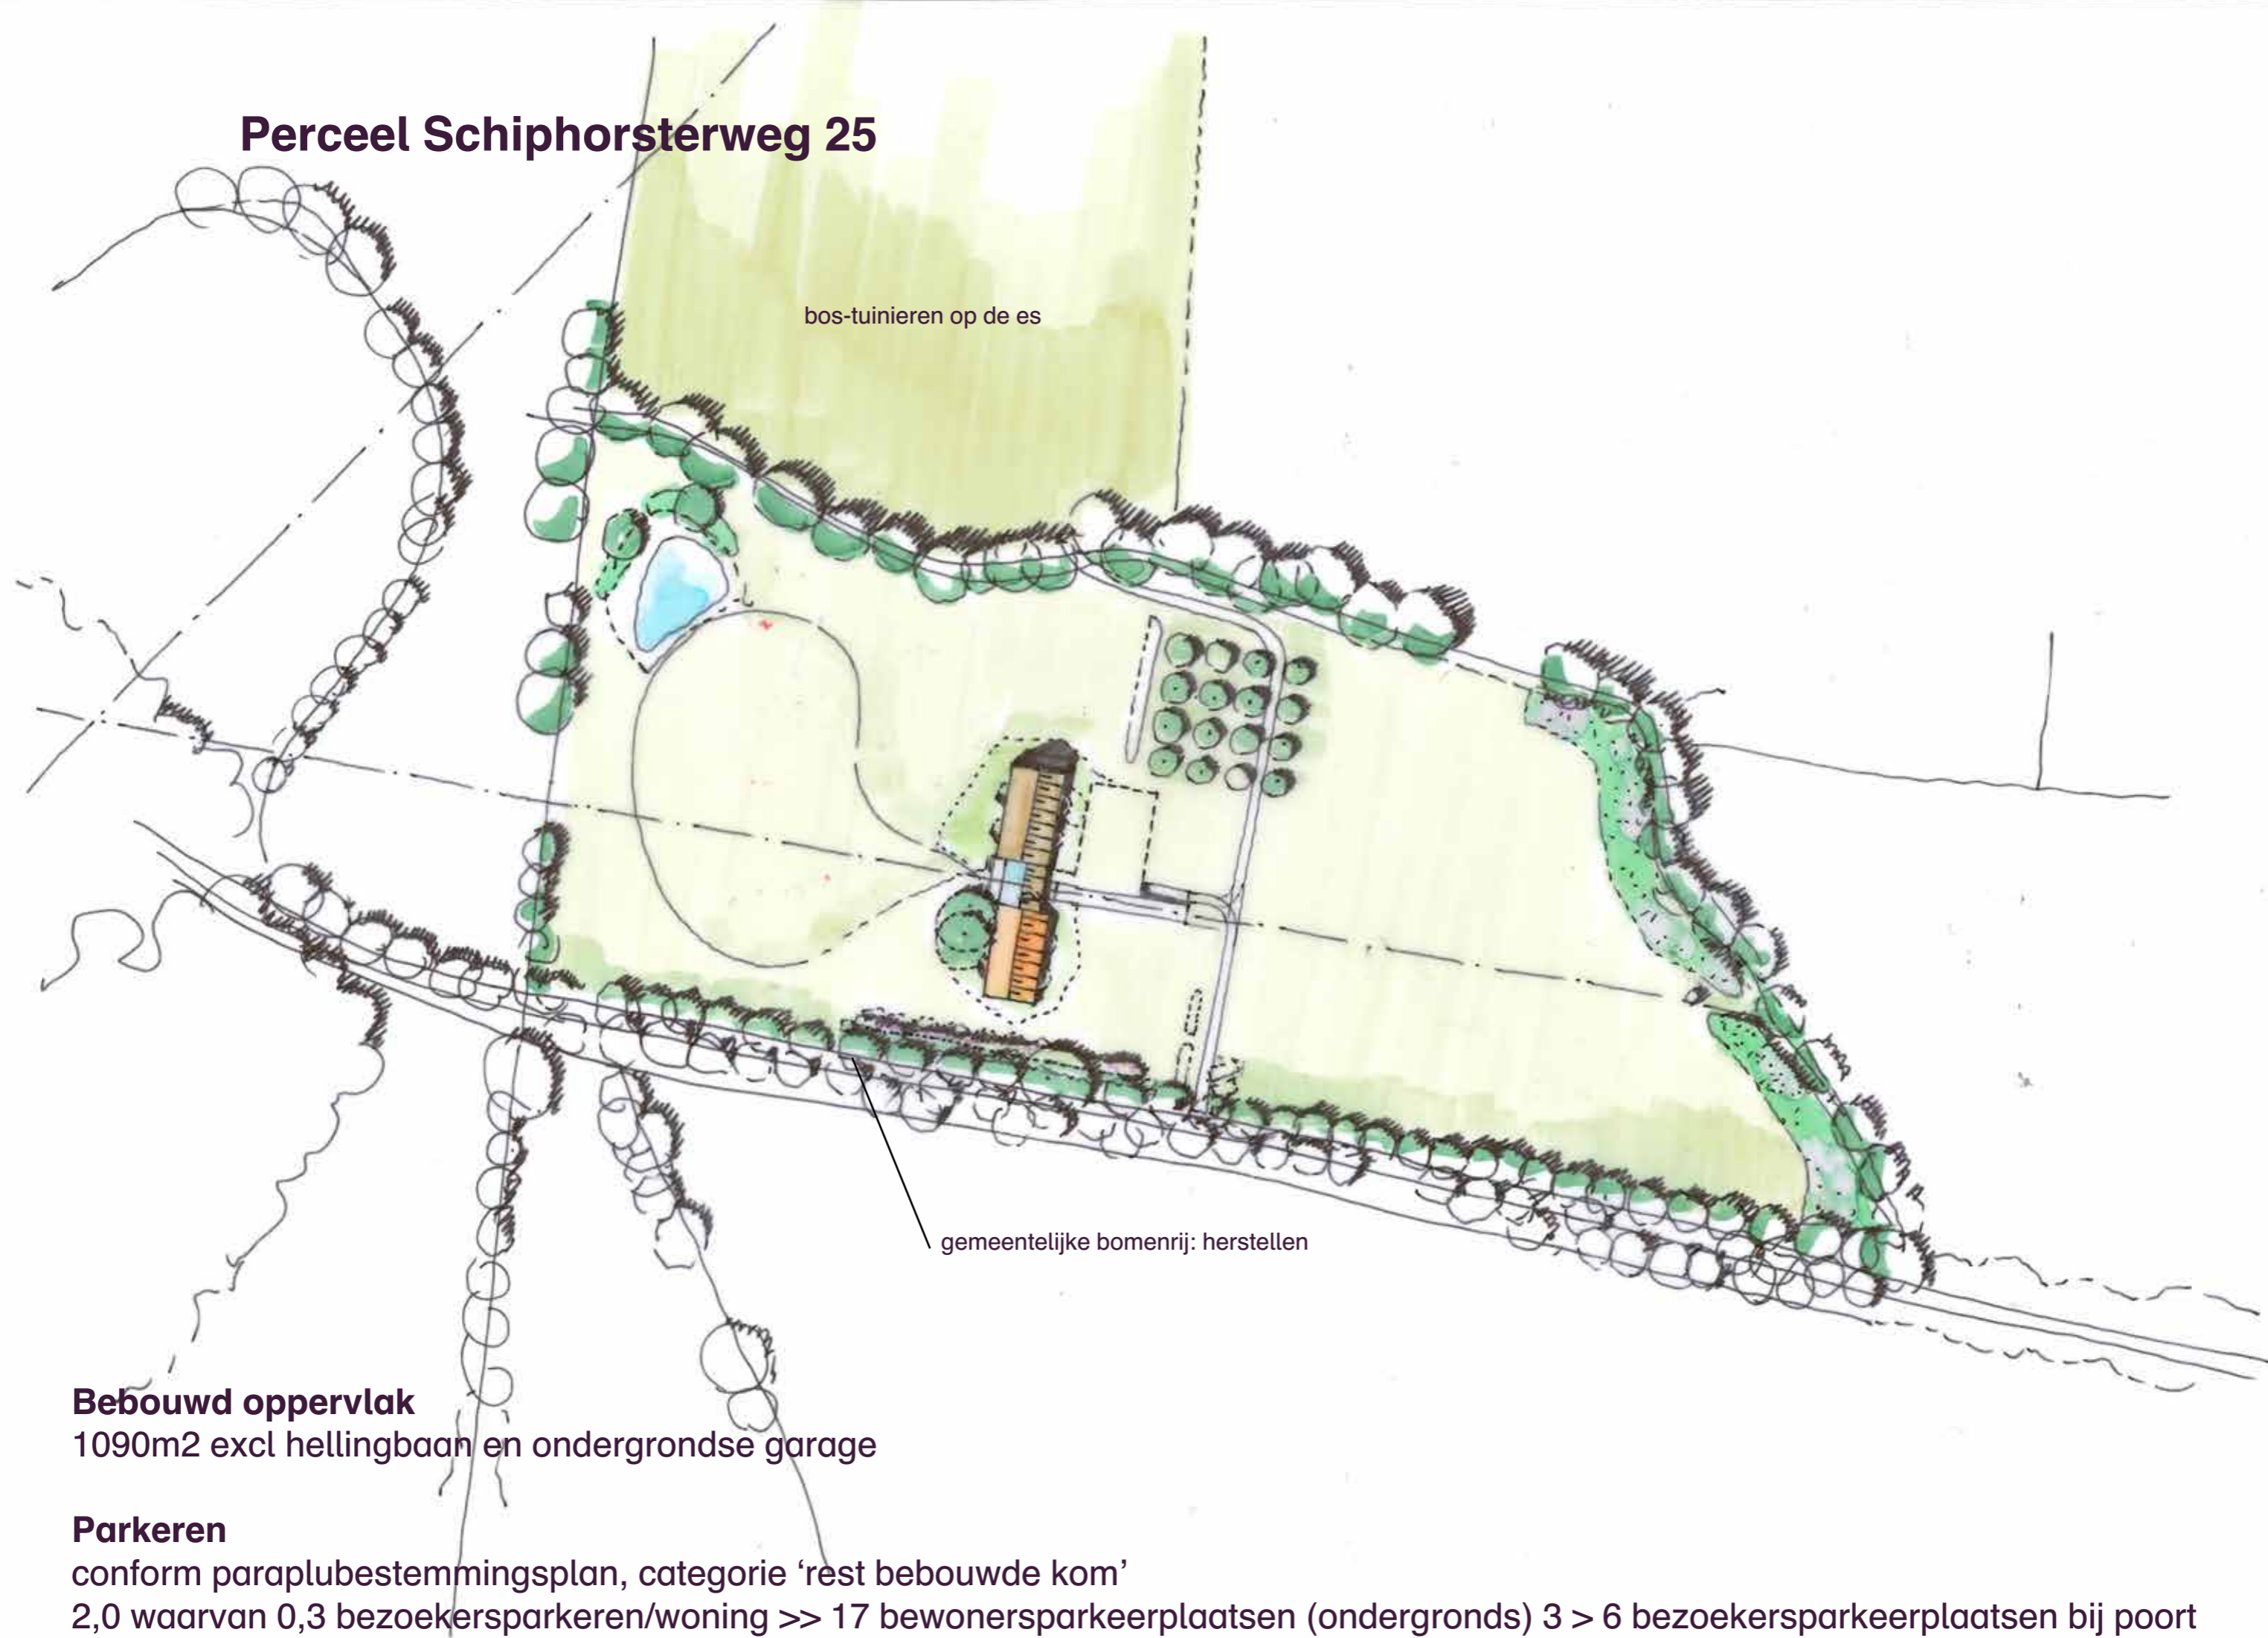 Perceel Schiphorsterweg 25
bos-tuinieren op de es
gemeentelijke bomenrij: herstellen
Bebouwd oppervlak
1090m2 excl hellingbaan en ondergrondse garage
Parkeren
conform paraplubestemmingsplan, categorie ‘rest bebouwde kom’
2,0 waarvan 0,3 bezoekersparkeren/woning >> 17 bewonersparkeerplaatsen (ondergronds) 3 > 6 bezoekersparkeerplaatsen bij poort